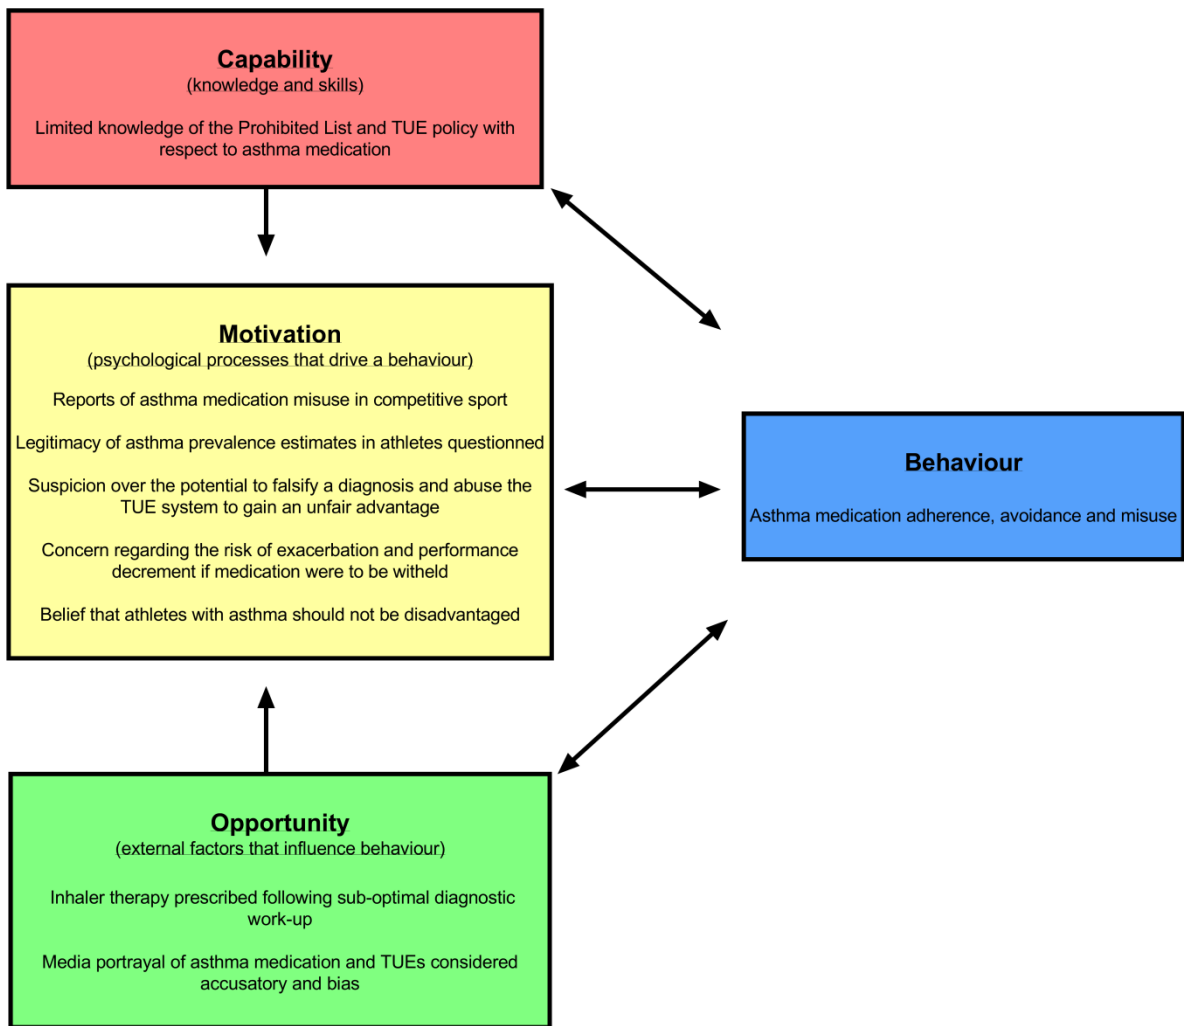 Capability
(knowledge and skills)
Limited knowledge of the Prohibited List and TUE policy with
respect to asthma medication
Motivation
(psychological processes that drive a behaviour)
Reports of asthma medication misuse in competitive sport
Legitimacy of asthma prevalence estimates in athletes questionned
Suspicion over the potential to falsify a diagnosis and abuse the
TUE system to gain an unfair advantage
Concern regarding the risk of exacerbation and performance
decrement if medication were to be witheld
Belief that athletes with asthma should not be disadvantaged
Behaviour
Asthma medication adherence, avoidance and misuse
Opportunity
(external factors that influence behaviour)
Inhaler therapy prescribed following sub-optimal diagnostic
work-up
Media portrayal of asthma medication and TUEs considered
accusatory and bias